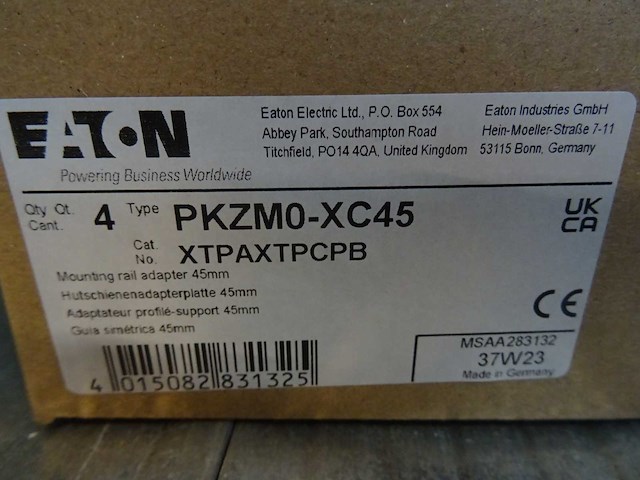 EATON
Powering Business Worldwide
Eaton Electric Ltd., P.O. Box 554
Abbey Park, Southampton Road
Titchfield, PO14 4QA, United Kingdom
Eaton Industries GmbH
Hein-Moeller-Straße 7-11
53115 Bonn, Germany
Qty Qt. Cant. 4 Type PKZM0-XC45
Cat. No. XTPAXTPCPB
UK CA
Mounting rail adapter 45mm
Hutschienenadapterplatte 45mm
Adaptateur profilé-support 45mm
Guia simétrica 45mm
CE
4 015082 831325
MSAA283132
37W23
Made in Germany